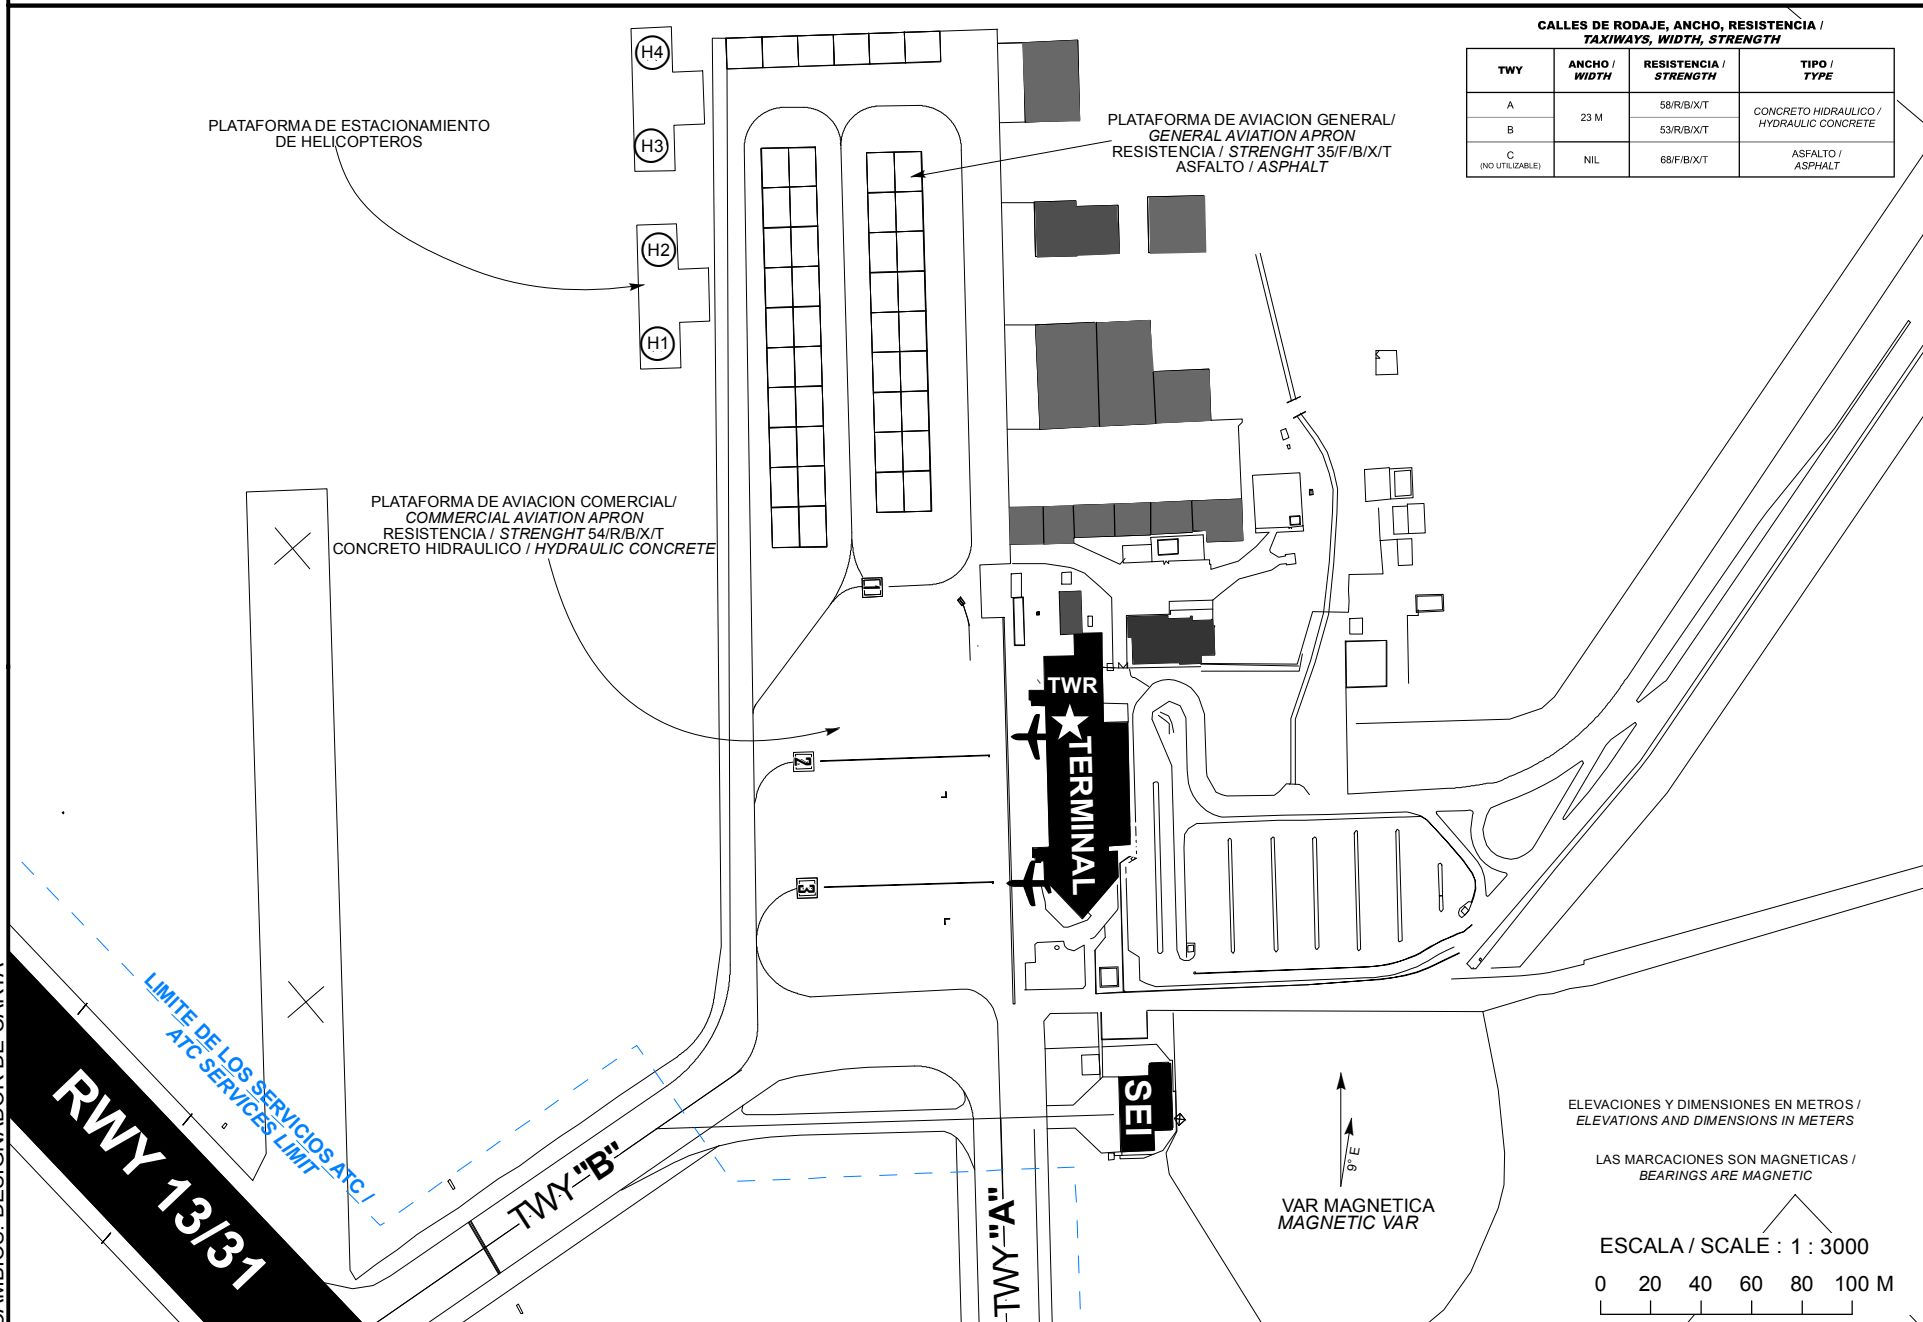 CALLES DE RODAJE, ANCHO, RESISTENCIA /
TAXIWAYS, WIDTH, STRENGTH
TWY
ANCHO /
WIDTH
RESISTENCIA /
STRENGTH
TIPO /
TYPE
A
23 M
58/R/B/X/T
CONCRETO HIDRAULICO /
HYDRAULIC CONCRETE
B
53/R/B/X/T
C
(NO UTILIZABLE)
NIL
68/F/B/X/T
ASFALTO /
ASPHALT
H4
H3
H2
H1
PLATAFORMA DE ESTACIONAMIENTO
DE HELICOPTEROS
PLATAFORMA DE AVIACION GENERAL/
GENERAL AVIATION APRON
RESISTENCIA / STRENGHT 35/F/B/X/T
ASFALTO / ASPHALT
PLATAFORMA DE AVIACION COMERCIAL/
COMMERCIAL AVIATION APRON
RESISTENCIA / STRENGHT 54/R/B/X/T
CONCRETO HIDRAULICO / HYDRAULIC CONCRETE
1
2
3
TWR
TERMINAL
SEI
LIMITE DE LOS SERVICIOS ATC /
ATC SERVICES LIMIT
RWY 13/31
TWY "B"
TWY "A"
9° E
VAR MAGNETICA
MAGNETIC VAR
ELEVACIONES Y DIMENSIONES EN METROS /
ELEVATIONS AND DIMENSIONS IN METERS
LAS MARCACIONES SON MAGNETICAS /
BEARINGS ARE MAGNETIC
ESCALA / SCALE : 1 : 3000
0 20 40 60 80 100 M